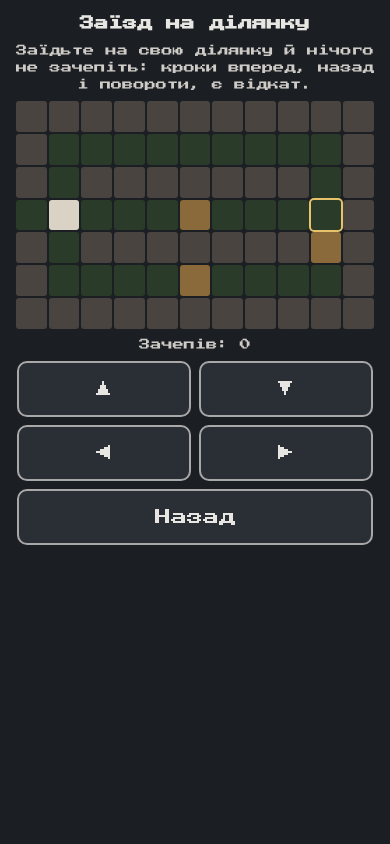 Заїзд на ділянку
Заїдьте на свою ділянку й нічого
не зачепіть: кроки вперед, назад
і повороти, є відкат.
Зачепів: 0
▲
▼
◀
▶
Назад